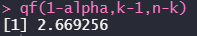 > qf(1-alpha,k-1,n-k)
[1] 2.669256